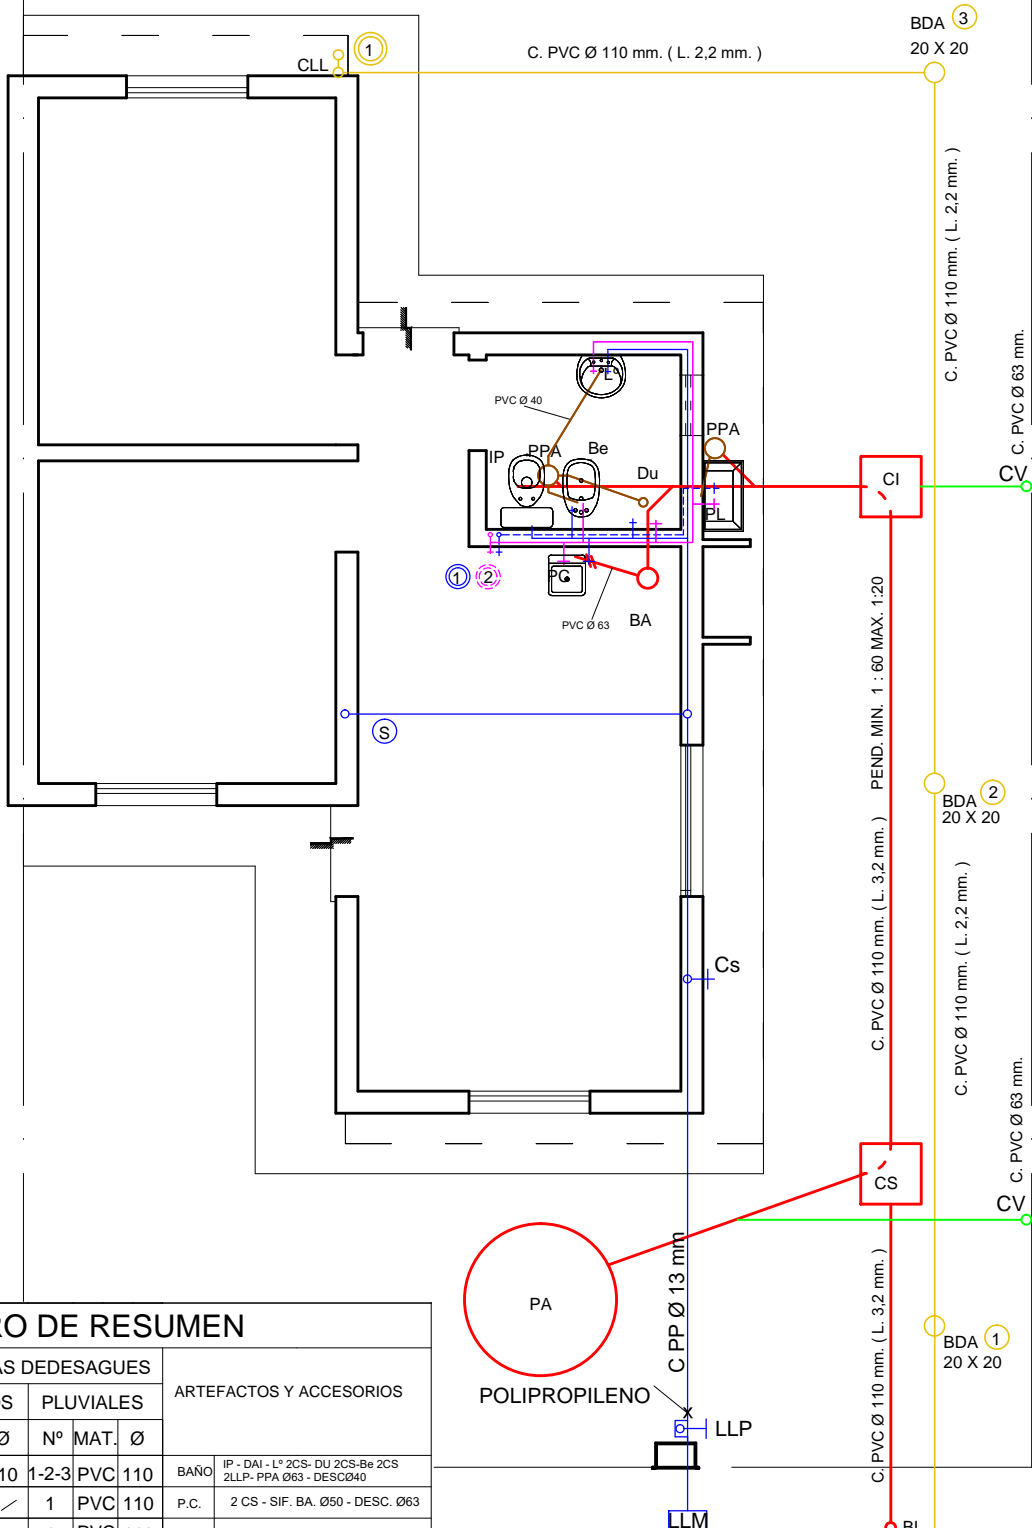 BDA 3
20 X 20
C. PVC Ø 110 mm. ( L. 2,2 mm. )
CLL 1
C. PVC Ø 110 mm. ( L. 2,2 mm. )
C. PVC Ø 63 mm.
CV
PVC Ø 40
Lº
PPA
IP
PPA
Be
Du
PL
CI
1 2
PC
PVC Ø 63
BA
S
C. PVC Ø 110 mm. ( L. 3,2 mm. ) PEND. MIN. 1 : 60 MAX. 1:20
BDA 2
20 X 20
C. PVC Ø 110 mm. ( L. 2,2 mm. )
Cs
C. PVC Ø 63 mm.
CS
CV
PA
C PP Ø 13 mm
C. PVC Ø 110 mm. ( L. 3,2 mm. )
BDA 1
20 X 20
POLIPROPILENO
X
LLP
LLM
RO DE RESUMEN
AS DEDESAGUES
ARTEFACTOS Y ACCESORIOS
OS PLUVIALES
Ø Nº MAT. Ø
10 1-2-3 PVC 110 BAÑO IP - DAI - Lº 2CS- DU 2CS-Be 2CS
2LLP- PPA Ø63 - DESCØ40
1 PVC 110 P.C. 2 CS - SIF. BA. Ø50 - DESC. Ø63